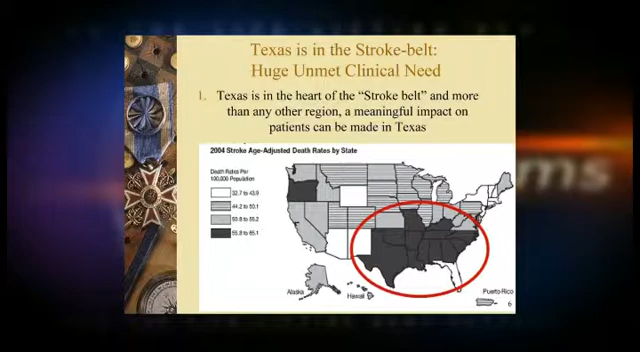 Texas is in the Stroke-belt:
Huge Unmet Clinical Need
1. Texas is in the heart of the “Stroke belt” and more
than any other region, a meaningful impact on
patients can be made in Texas
2004 Stroke Age-Adjusted Death Rates by State
Death Rates Per
100,000 Population
32.7 to 43.9
44.2 to 50.1
50.8 to 55.2
55.8 to 65.1
Alaska
Hawaii
Puerto Rico
6